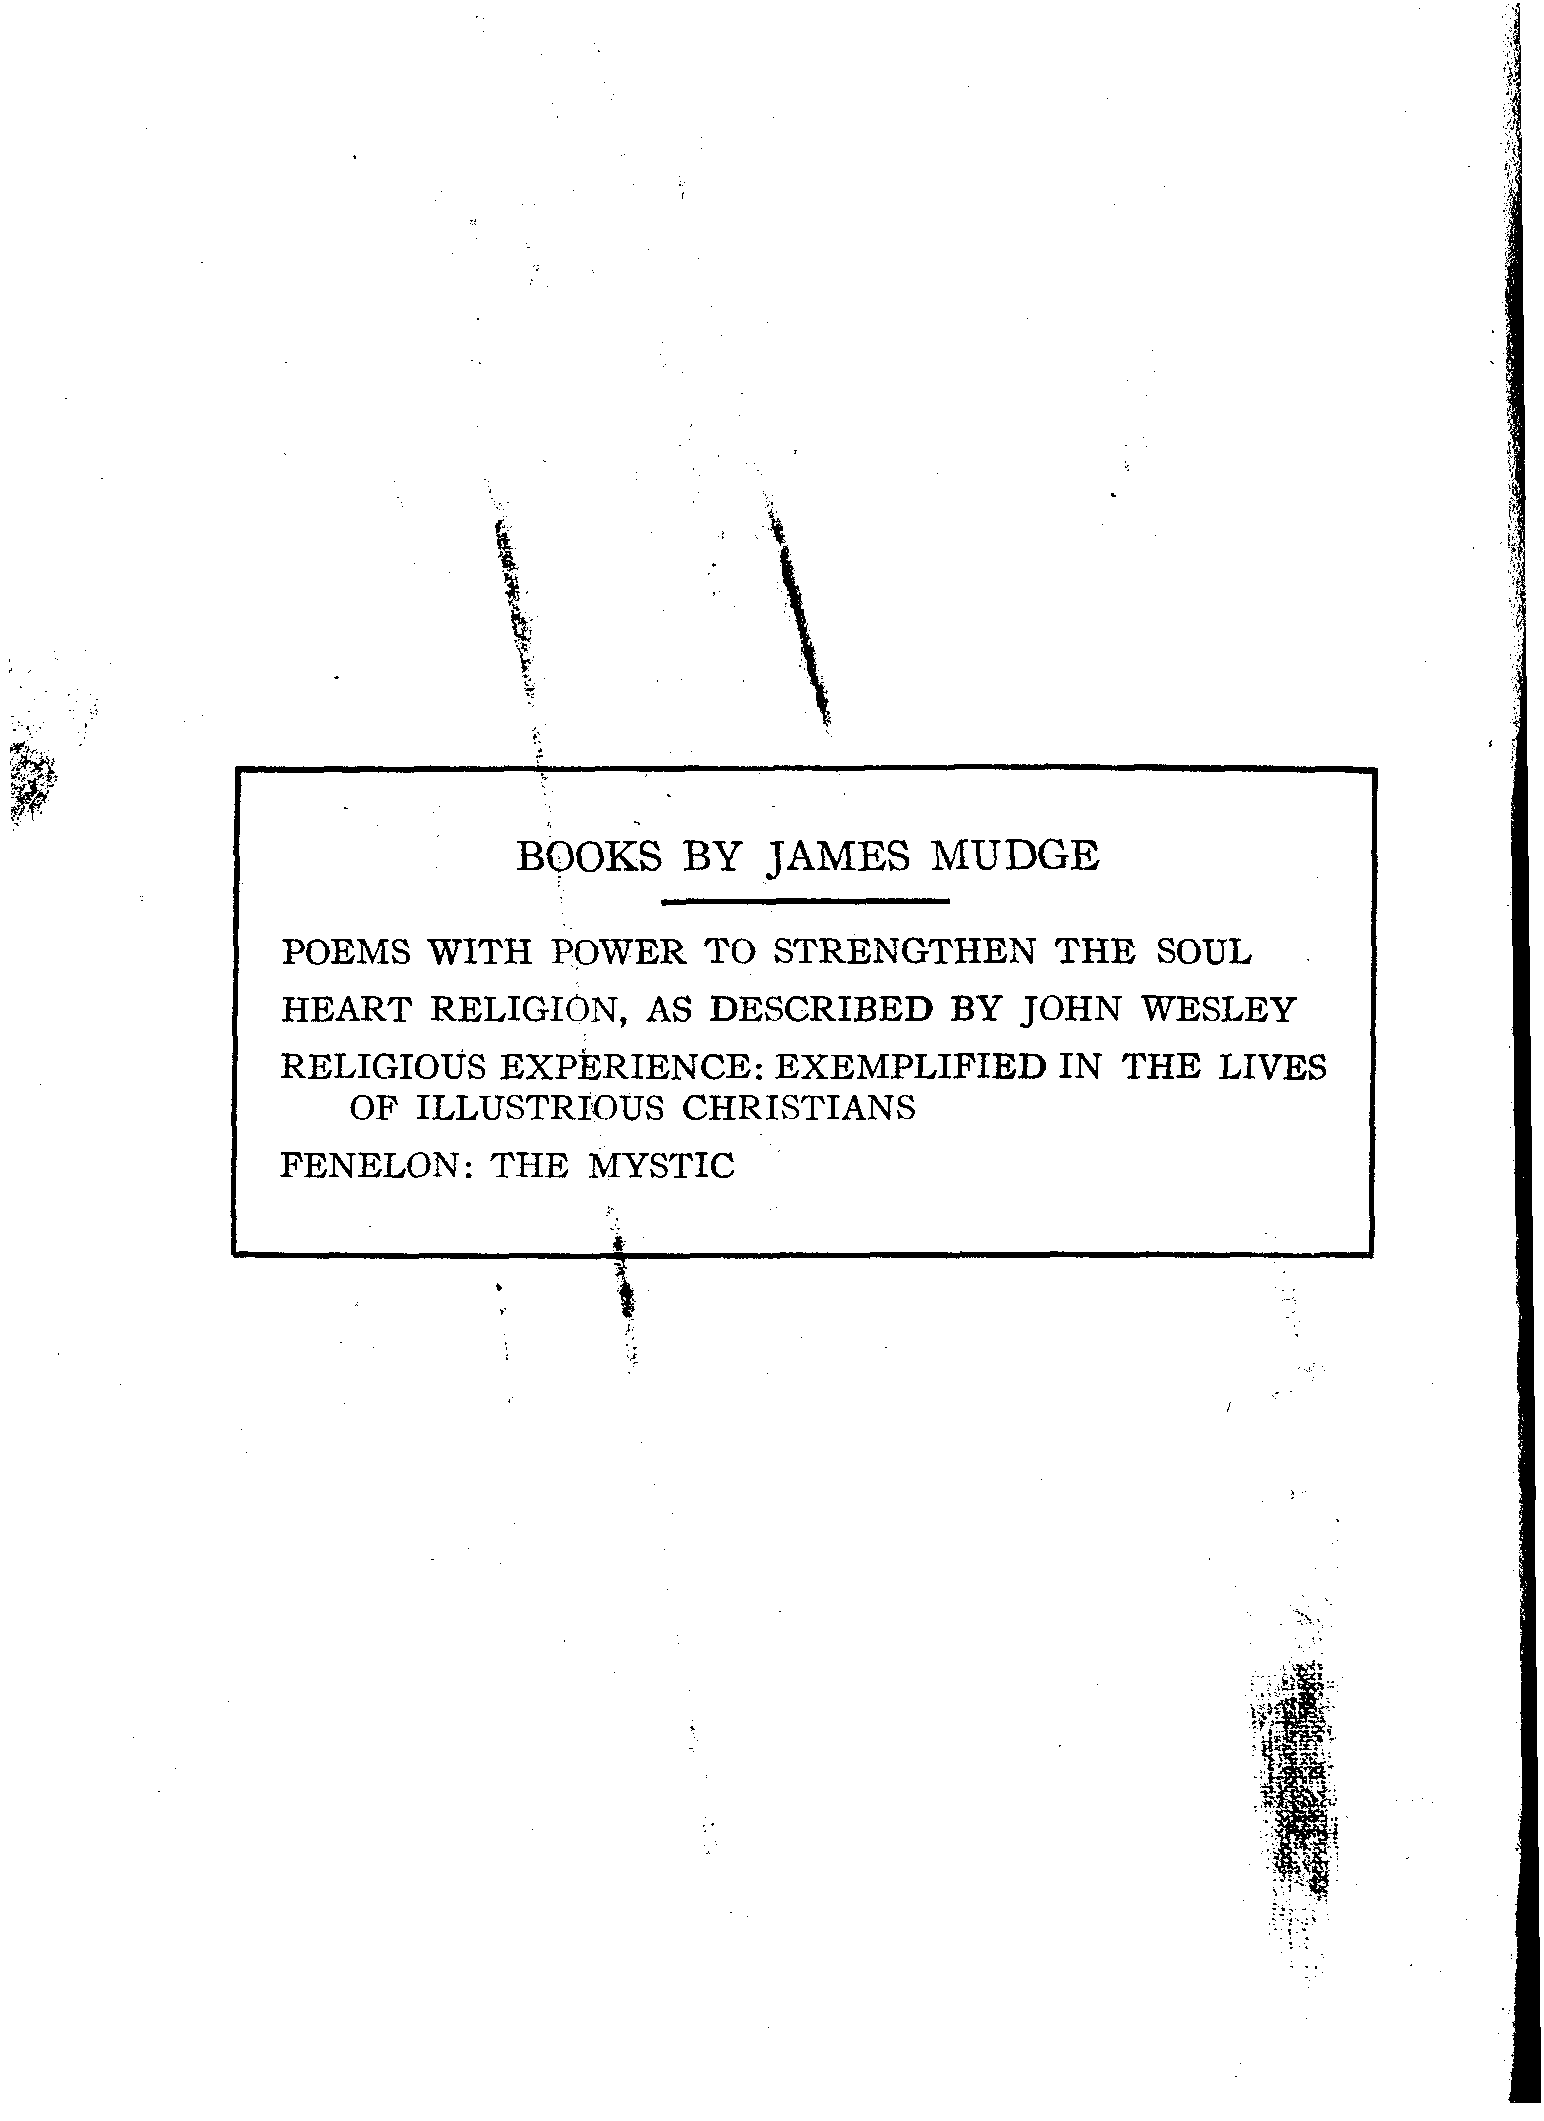 BOOKS BY JAMES MUDGE
POEMS WITH POWER TO STRENGTHEN THE SOUL
HEART RELIGION, AS DESCRIBED BY JOHN WESLEY
RELIGIOUS EXPERIENCE: EXEMPLIFIED IN THE LIVES
OF ILLUSTRIOUS CHRISTIANS
FENELON: THE MYSTIC